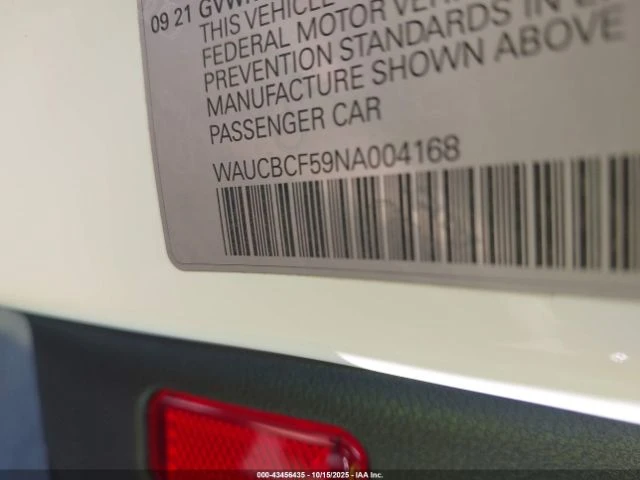 09 21
THIS VEHICLE
FEDERAL MOTOR
PREVENTION STANDARDS IN
MANUFACTURE SHOWN ABOVE
PASSENGER CAR
WAUCBCF59NA004168
000-43456435 - 10/15/2025 - IAA Inc.